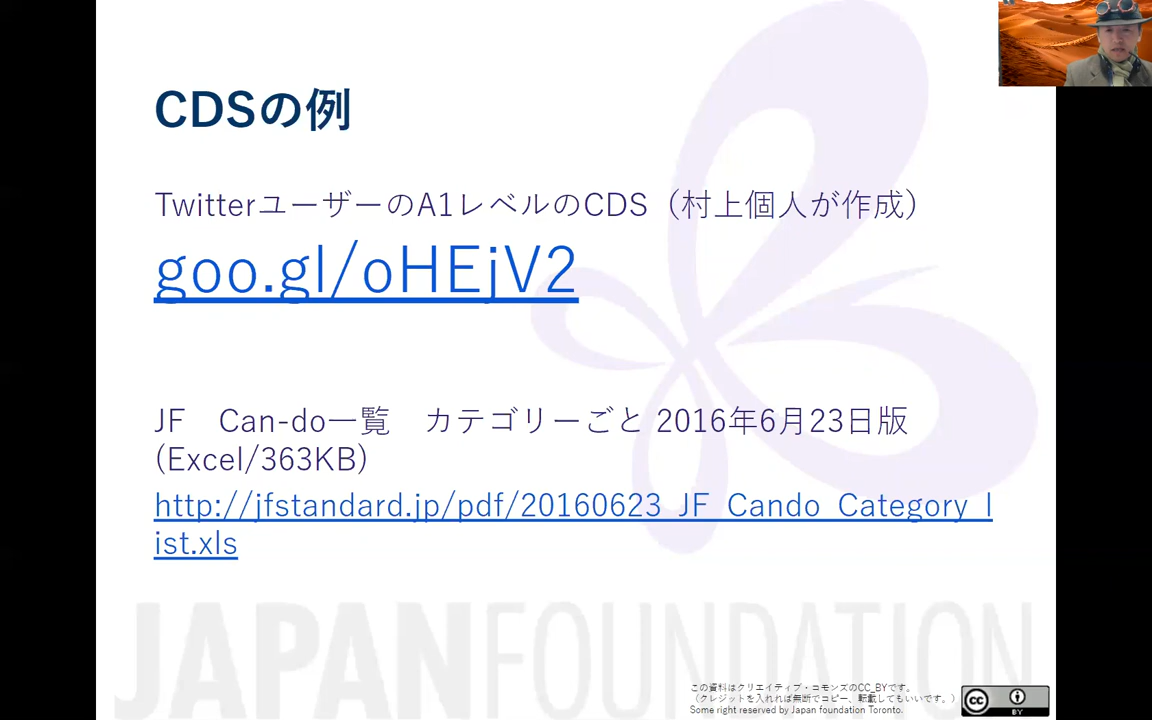 CDSの例
TwitterユーザーのA1レベルのCDS（村上個人が作成）
goo.gl/oHEjV2
JF　Can-do一覧　カテゴリーごと 2016年6月23日版
(Excel/363KB)
http://jfstandard.jp/pdf/20160623_JF_Cando_Category_l
ist.xls
JAPANFOUNDATION
この資料はクリエイティブ・コモンズのCC_BYです。
（クレジットを入れれば無断でコピー、転載してもいいです。）
Some right reserved by Japan foundation Toronto.
cc
BY